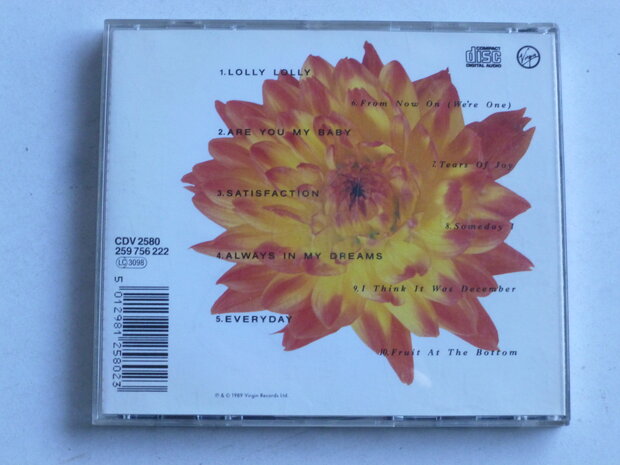 COMPACT
disc
DIGITAL AUDIO
Virgin
1.LOLLY LOLLY
6.From Now On (We're One)
2.ARE YOU MY BABY
7.Tears Of Joy
3.SATISFACTION
8.Someday I
4.ALWAYS IN MY DREAMS
9.I Think It Was December
5.EVERYDAY
10.Fruit At The Bottom
CDV 2580
259 756 222
LC 3098
5 012981 258023
℗ & © 1989 Virgin Records Ltd.